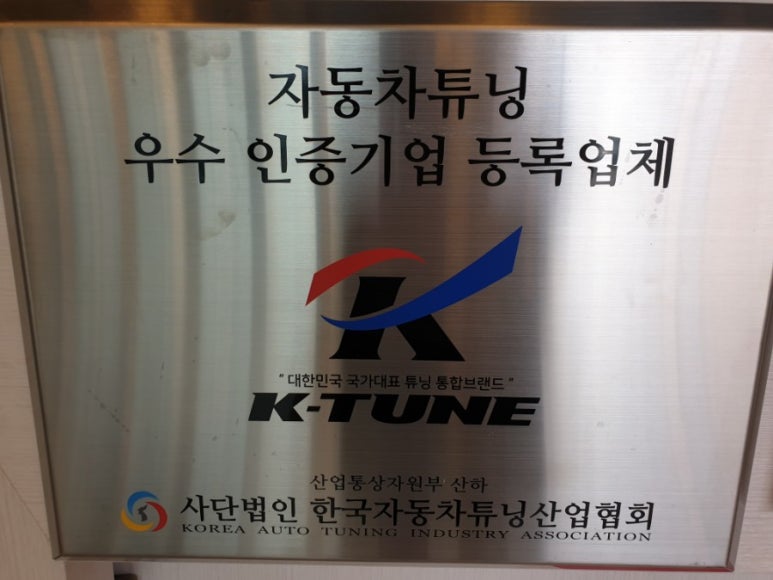 자동차튜닝
우수 인증기업 등록업체
K
" 대한민국 국가대표 튜닝 통합브랜드 "
K-TUNE
산업통상자원부 산하
사단법인 한국자동차튜닝산업협회
KOREA AUTO TUNING INDUSTRY ASSOCIATION